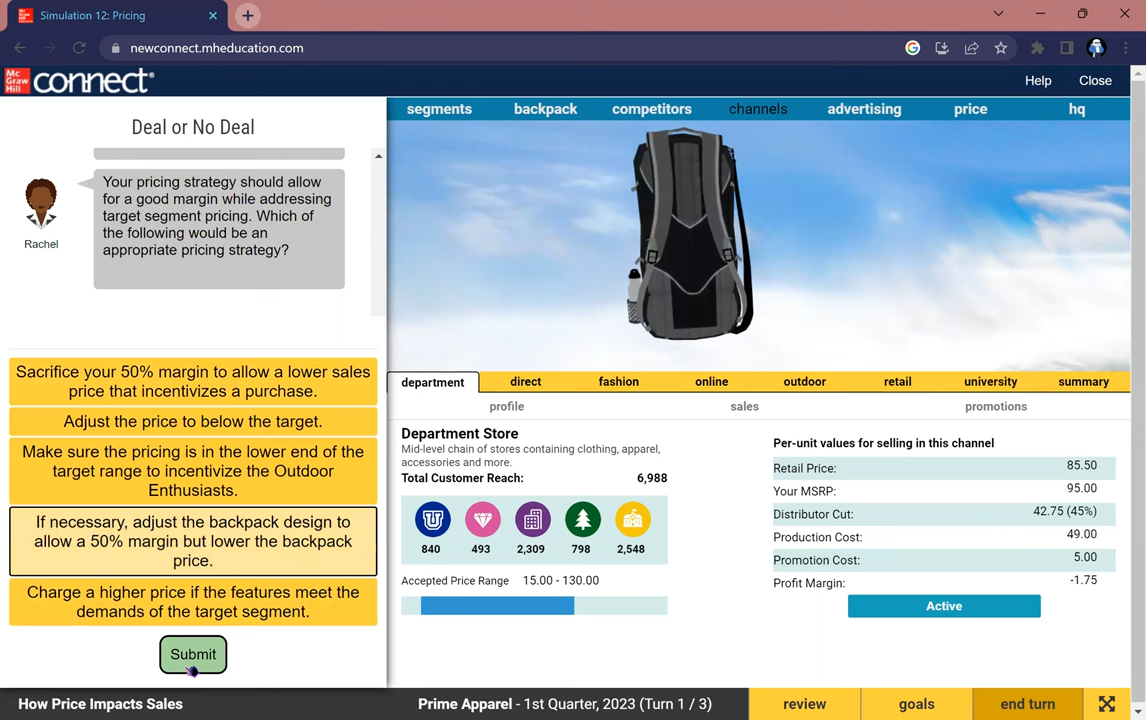 Simulation 12: Pricing
newconnect.mheducation.com
Mc Graw Hill connect®
Help Close
segments backpack competitors channels advertising price hq
Deal or No Deal
Your pricing strategy should allow
for a good margin while addressing
target segment pricing. Which of
the following would be an
appropriate pricing strategy?
Rachel
Sacrifice your 50% margin to allow a lower sales
price that incentivizes a purchase.
Adjust the price to below the target.
Make sure the pricing is in the lower end of the
target range to incentivize the Outdoor
Enthusiasts.
If necessary, adjust the backpack design to
allow a 50% margin but lower the backpack
price.
Charge a higher price if the features meet the
demands of the target segment.
Submit
department direct fashion online outdoor retail university summary
profile sales promotions
Department Store
Mid-level chain of stores containing clothing, apparel,
accessories and more.
Total Customer Reach: 6,988
840 493 2,309 798 2,548
Accepted Price Range 15.00 - 130.00
Per-unit values for selling in this channel
Retail Price: 85.50
Your MSRP: 95.00
Distributor Cut: 42.75 (45%)
Production Cost: 49.00
Promotion Cost: 5.00
Profit Margin: -1.75
Active
How Price Impacts Sales
Prime Apparel - 1st Quarter, 2023 (Turn 1 / 3)
review goals end turn